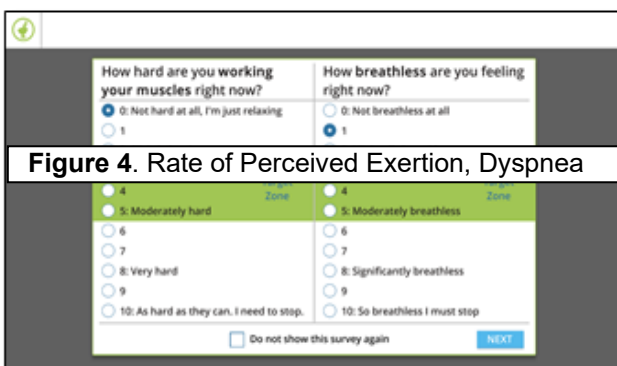 How hard are you working
your muscles right now?
0: Not hard at all, I'm just relaxing
1
4
5: Moderately hard
Zone
6
7
8: Very hard
9
10: As hard as they can. I need to stop.
How breathless are you feeling
right now?
0: Not breathless at all
1
4
5: Moderately breathless
Zone
6
7
8: Significantly breathless
9
10: So breathless I must stop
Figure 4. Rate of Perceived Exertion, Dyspnea
Do not show this survey again
NEXT